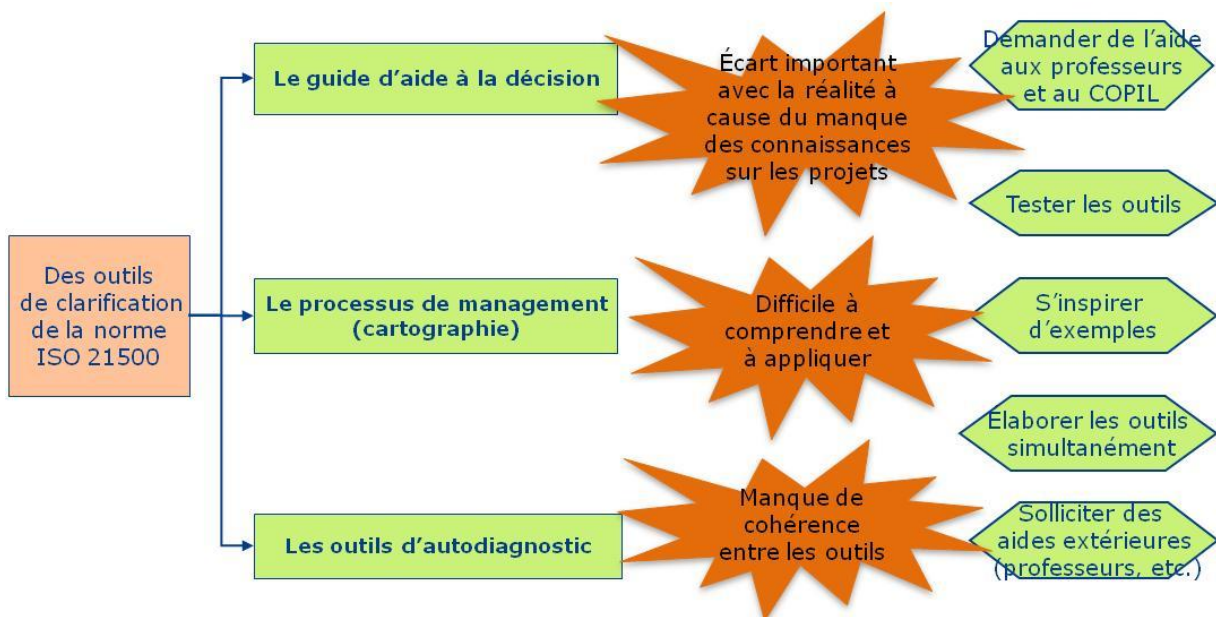 Des outils
de clarification
de la norme
ISO 21500
Le guide d'aide à la décision
Écart important
avec la réalité à
cause du manque
des connaissances
sur les projets
Demander de l'aide
aux professeurs
et au COPIL
Tester les outils
Le processus de management
(cartographie)
Difficile à
comprendre et
à appliquer
S'inspirer
d'exemples
Élaborer les outils
simultanément
Les outils d'autodiagnostic
Manque de
cohérence
entre les outils
Solliciter des
aides extérieures
(professeurs, etc.)